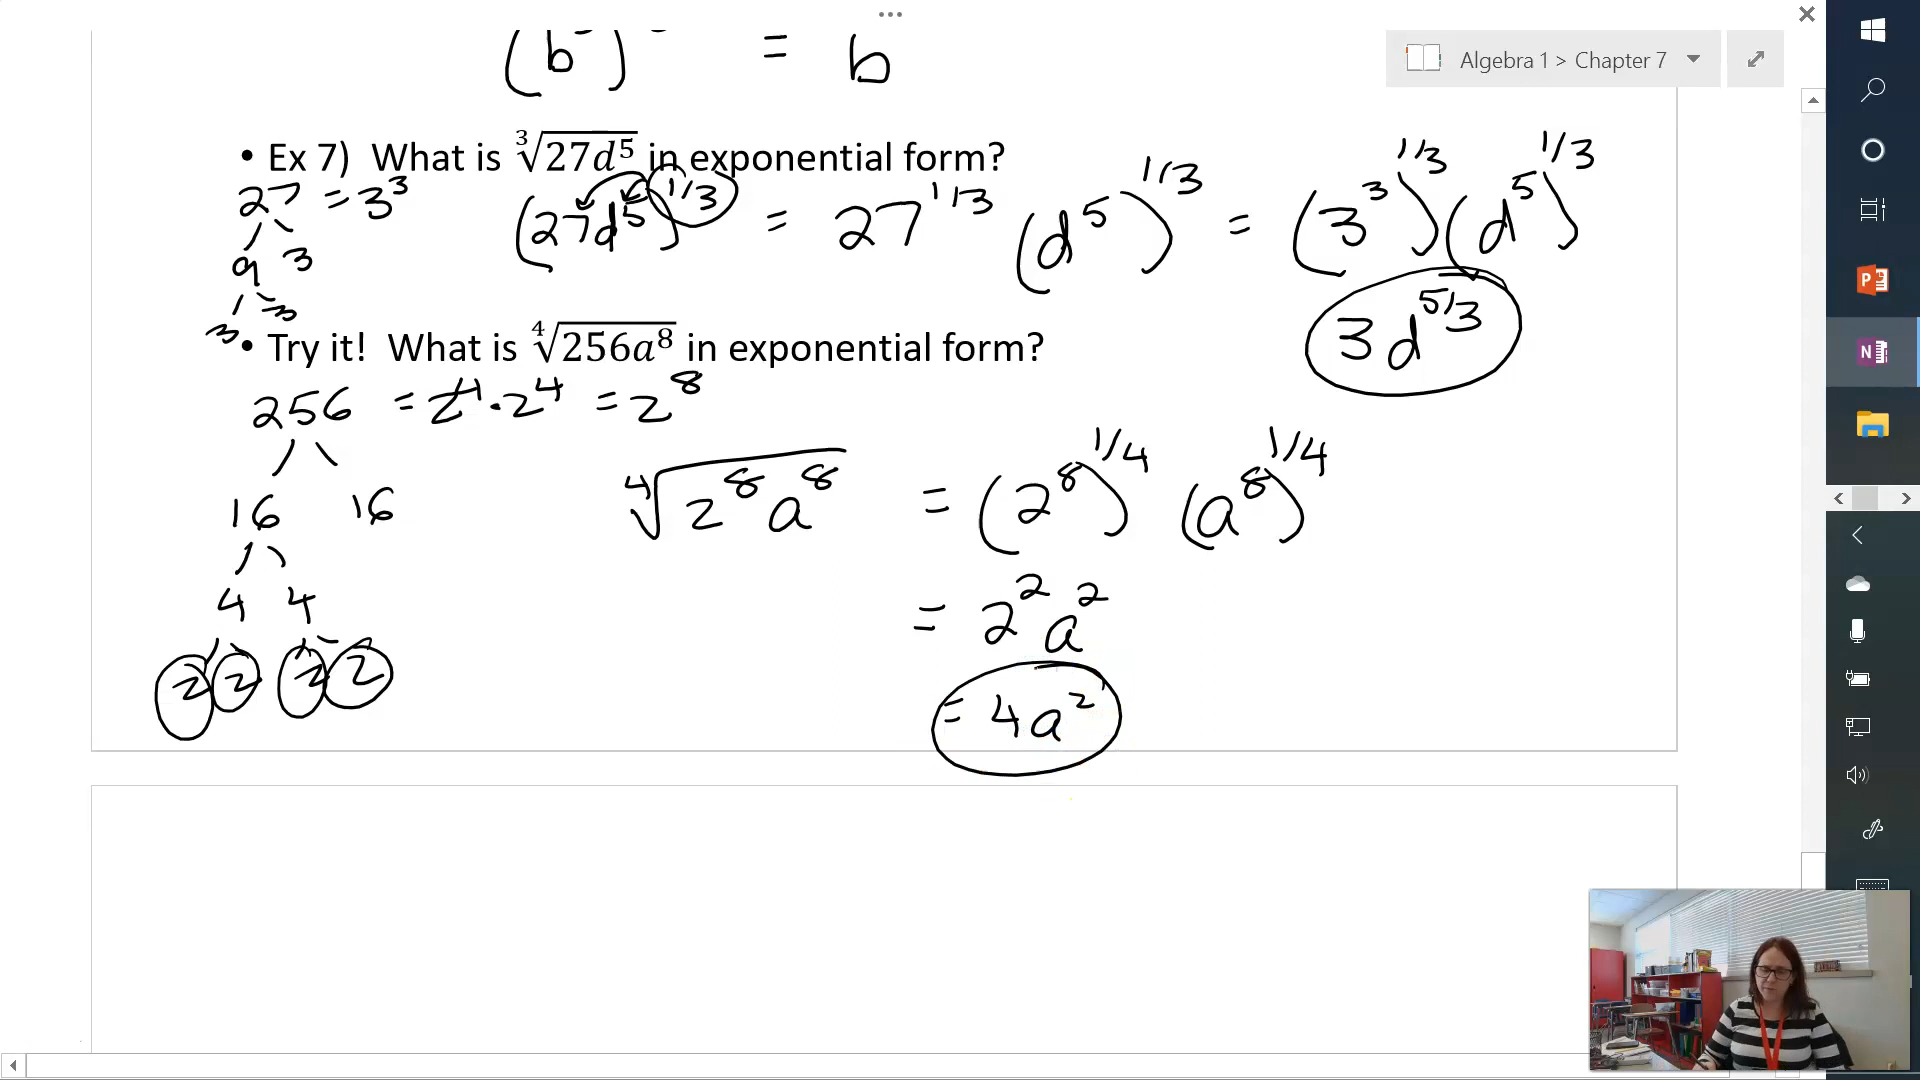 Algebra 1 > Chapter 7
(b  )  = b
• Ex 7) What is ∛27d⁵ in exponential form?
27 = 3³
9 3
3 3
(27d⁵)^1/3 = 27^1/3 (d⁵)^1/3 = (3³)^1/3 (d⁵)^1/3
3d^5/3
• Try it! What is ∜256a⁸ in exponential form?
256 = 2⁴ · 2⁴ = 2⁸
16 16
4 4
2 2 2 2
∜2⁸a⁸ = (2⁸)^1/4 (a⁸)^1/4
= 2²a²
= 4a²